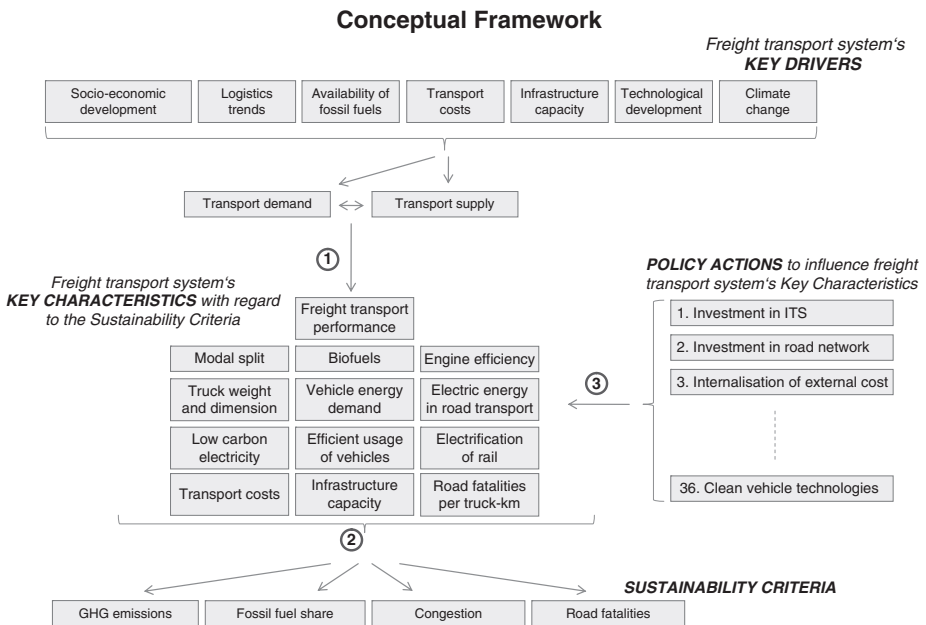 Conceptual Framework
Freight transport system's
KEY DRIVERS
Socio-economic
development
Logistics
trends
Availability of
fossil fuels
Transport
costs
Infrastructure
capacity
Technological
development
Climate
change
Transport demand
Transport supply
1
Freight transport system's
KEY CHARACTERISTICS with regard
to the Sustainability Criteria
POLICY ACTIONS to influence freight
transport system's Key Characteristics
Freight transport
performance
Modal split
Biofuels
Engine efficiency
Truck weight
and dimension
Vehicle energy
demand
Electric energy
in road transport
Low carbon
electricity
Efficient usage
of vehicles
Electrification
of rail
Transport costs
Infrastructure
capacity
Road fatalities
per truck-km
3
1. Investment in ITS
2. Investment in road network
3. Internalisation of external cost
36. Clean vehicle technologies
2
SUSTAINABILITY CRITERIA
GHG emissions
Fossil fuel share
Congestion
Road fatalities